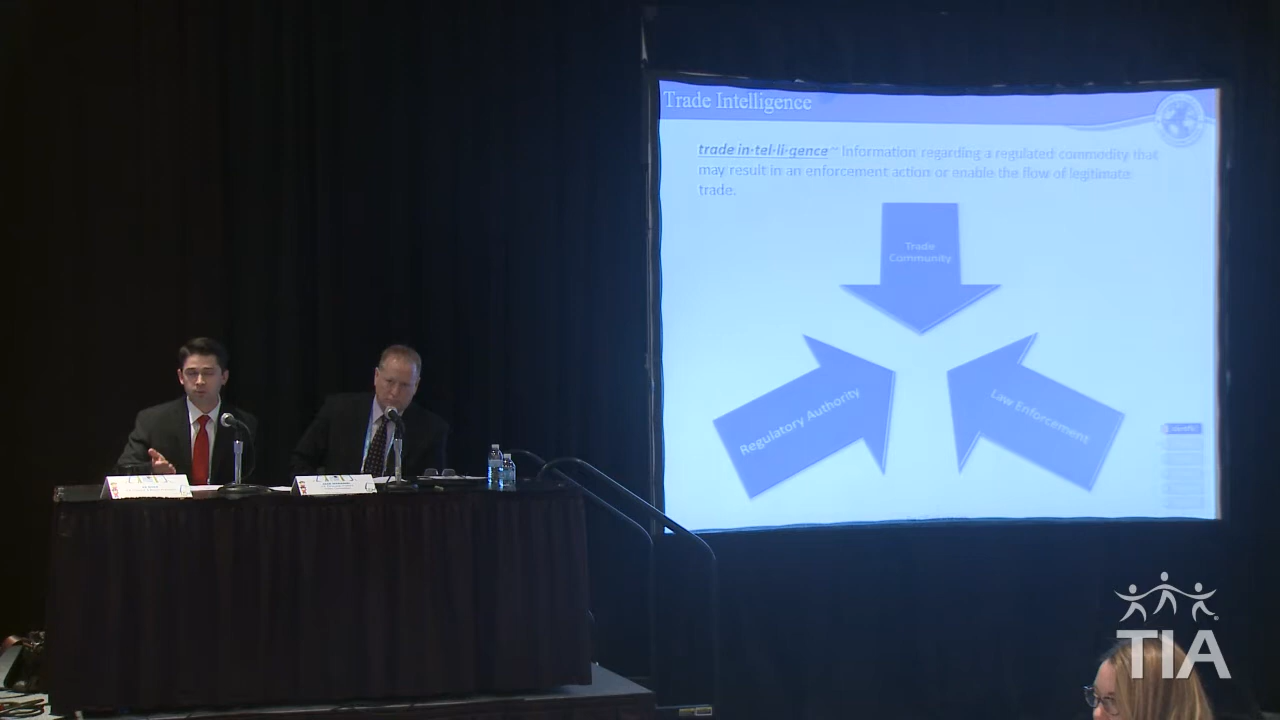 Trade Intelligence
trade in·tel·li·gence ~ Information regarding a regulated commodity that
may result in an enforcement action or enable the flow of legitimate
trade.
Trade
Community
Regulatory Authority
Law Enforcement
TIA